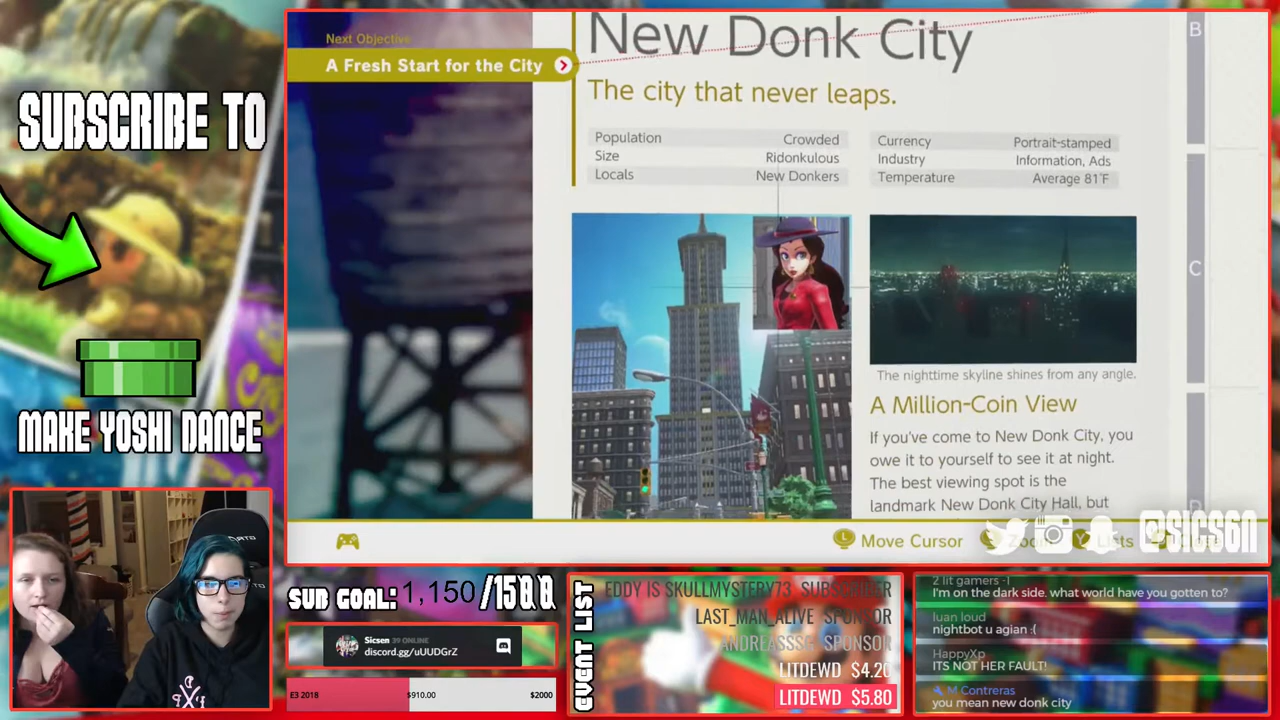 SUBSCRIBE TO
MAKE YOSHI DANCE
Next Objective
A Fresh Start for the City
New Donk City
The city that never leaps.
Population Crowded
Size Ridonkulous
Locals New Donkers
Currency Portrait-stamped
Industry Information, Ads
Temperature Average 81°F
B
C
The nighttime skyline shines from any angle.
A Million-Coin View
If you've come to New Donk City, you
owe it to yourself to see it at night.
The best viewing spot is the
landmark New Donk City Hall, but
L Move Cursor
Y Lists
@SICSEN
SUB GOAL: 1,150 /1500
Sicsen 39 ONLINE
discord.gg/uUUDGrZ
E3 2018 $910.00 $2000
EVENT LIST
EDDY IS SKULLMYSTERY73 SUBSCRIBER
LAST_MAN_ALIVE SPONSOR
ANDREASSSG SPONSOR
LITDEWD $4.20
LITDEWD $5.80
2 lit gamers -I
I'm on the dark side. what world have you gotten to?
luan loud
nightbot u agian :(
HappyXp
ITS NOT HER FAULT!
M Contreras
you mean new donk city